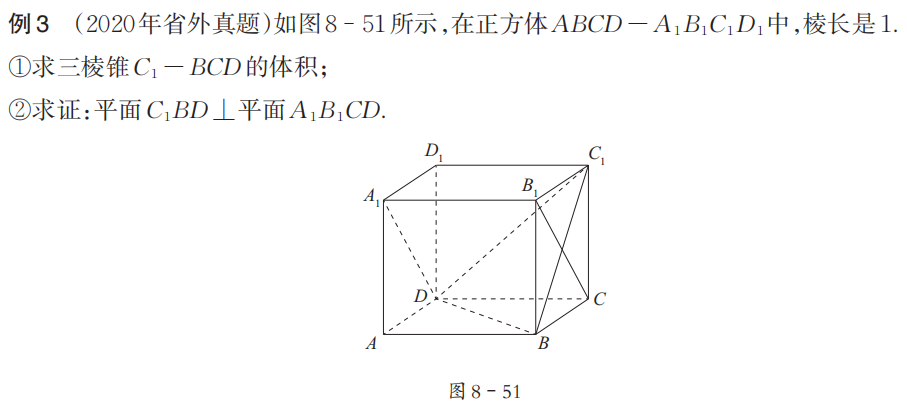 例3 (2020年省外真题)如图8-51所示,在正方体ABCD-A₁B₁C₁D₁中,棱长是1.
①求三棱锥C₁-BCD的体积;
②求证:平面C₁BD⊥平面A₁B₁CD.
D₁
C₁
A₁
B₁
D
C
A
B
图8-51